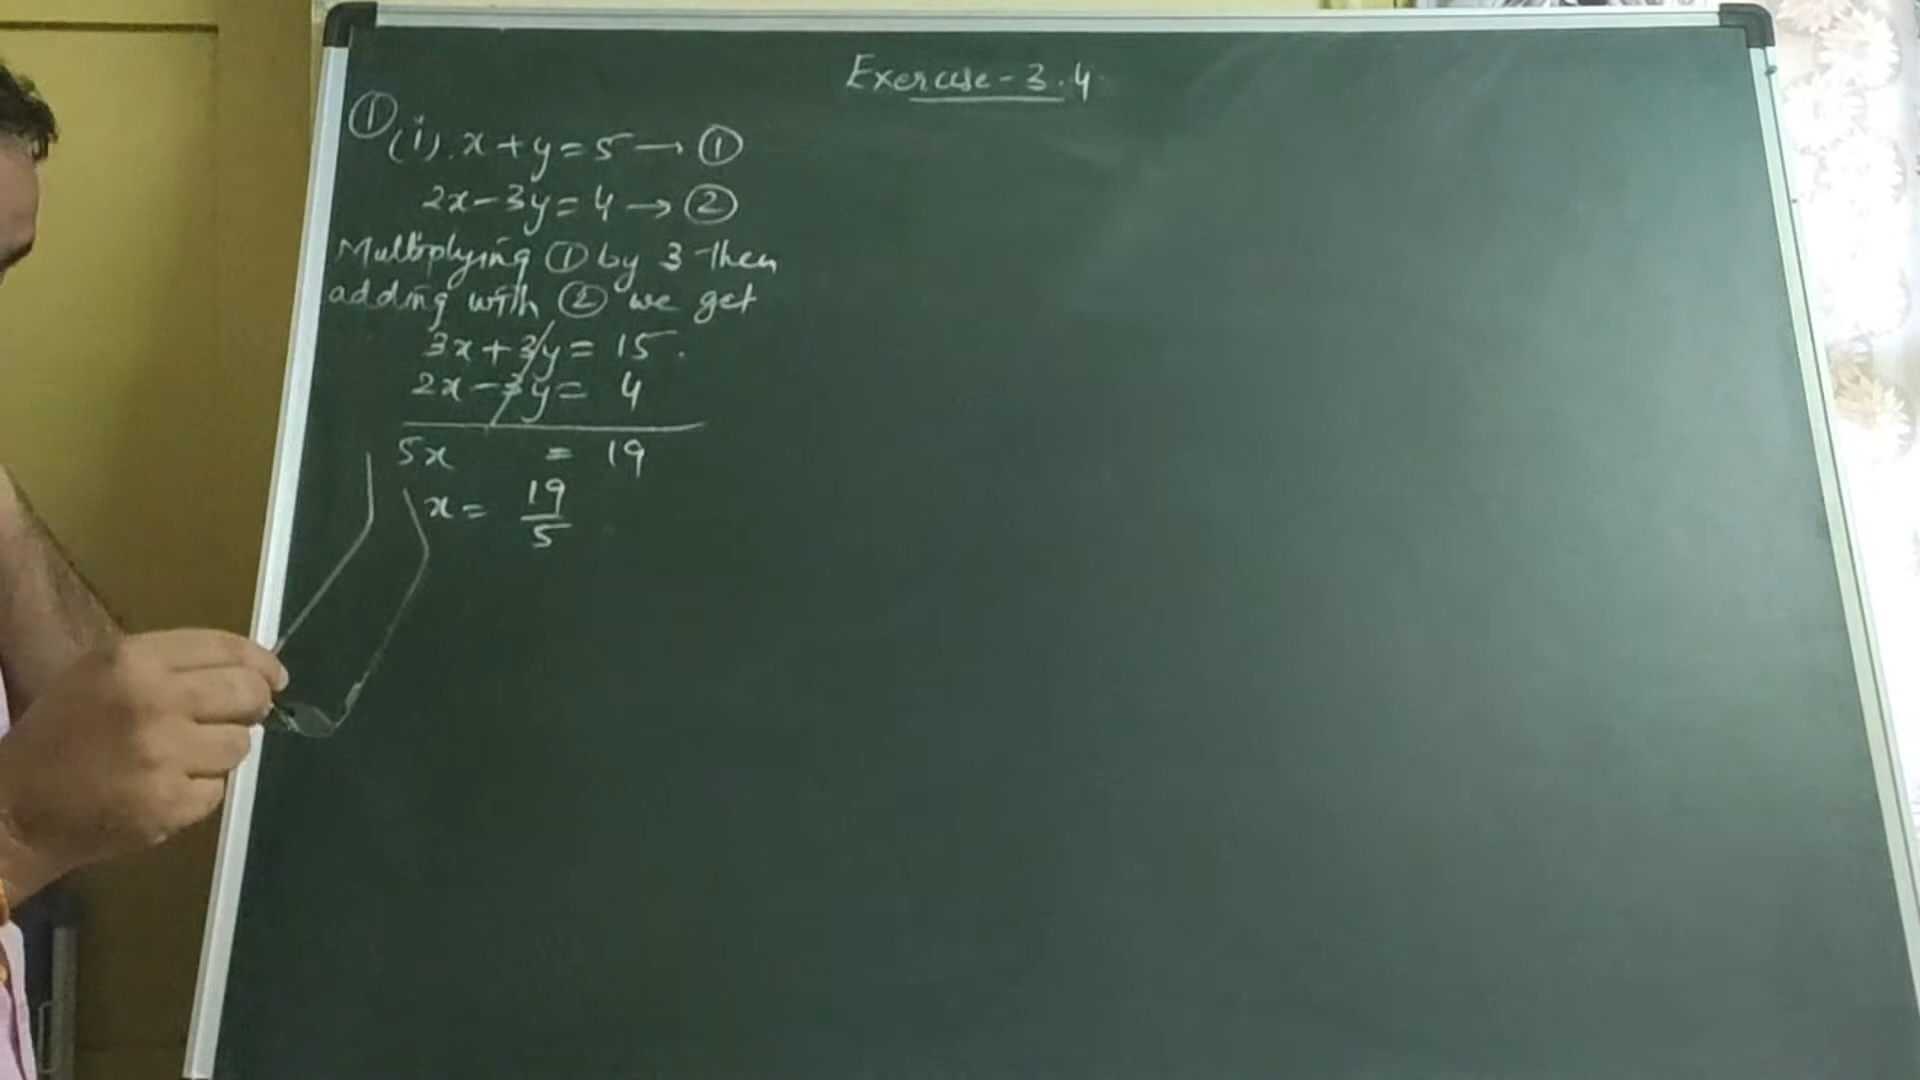 Exercise - 3.4
① (i). x + y = 5 → ①
2x - 3y = 4 → ②
Multiplying ① by 3 then
adding with ② we get
3x + 3y = 15.
2x - 3y = 4
5x = 19
x = 19/5